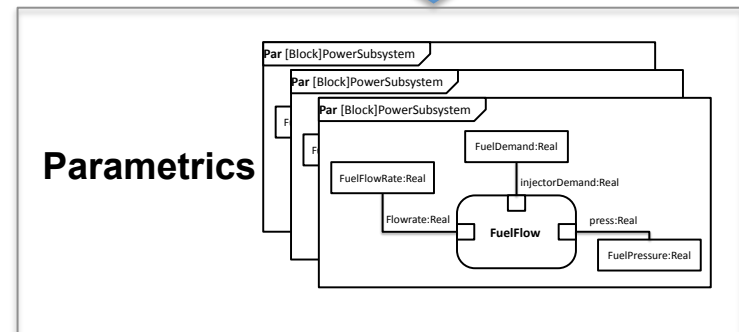 Parametrics
Par [Block]PowerSubsystem
Par [Block]PowerSubsystem
Par [Block]PowerSubsystem
FuelDemand:Real
FuelFlowRate:Real
injectorDemand:Real
Flowrate:Real
press:Real
FuelFlow
FuelPressure:Real